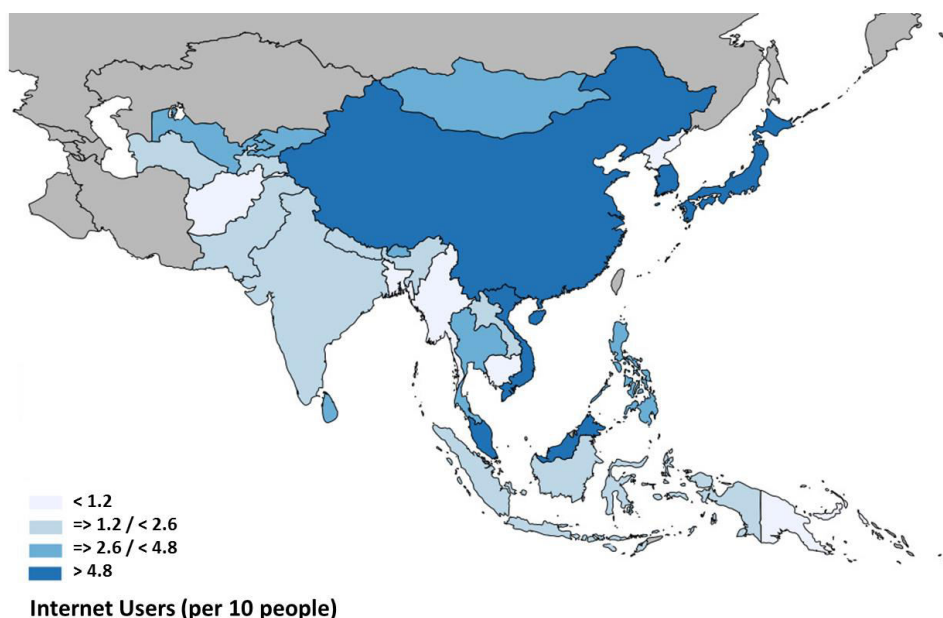 < 1.2
=> 1.2 / < 2.6
=> 2.6 / < 4.8
> 4.8
Internet Users (per 10 people)